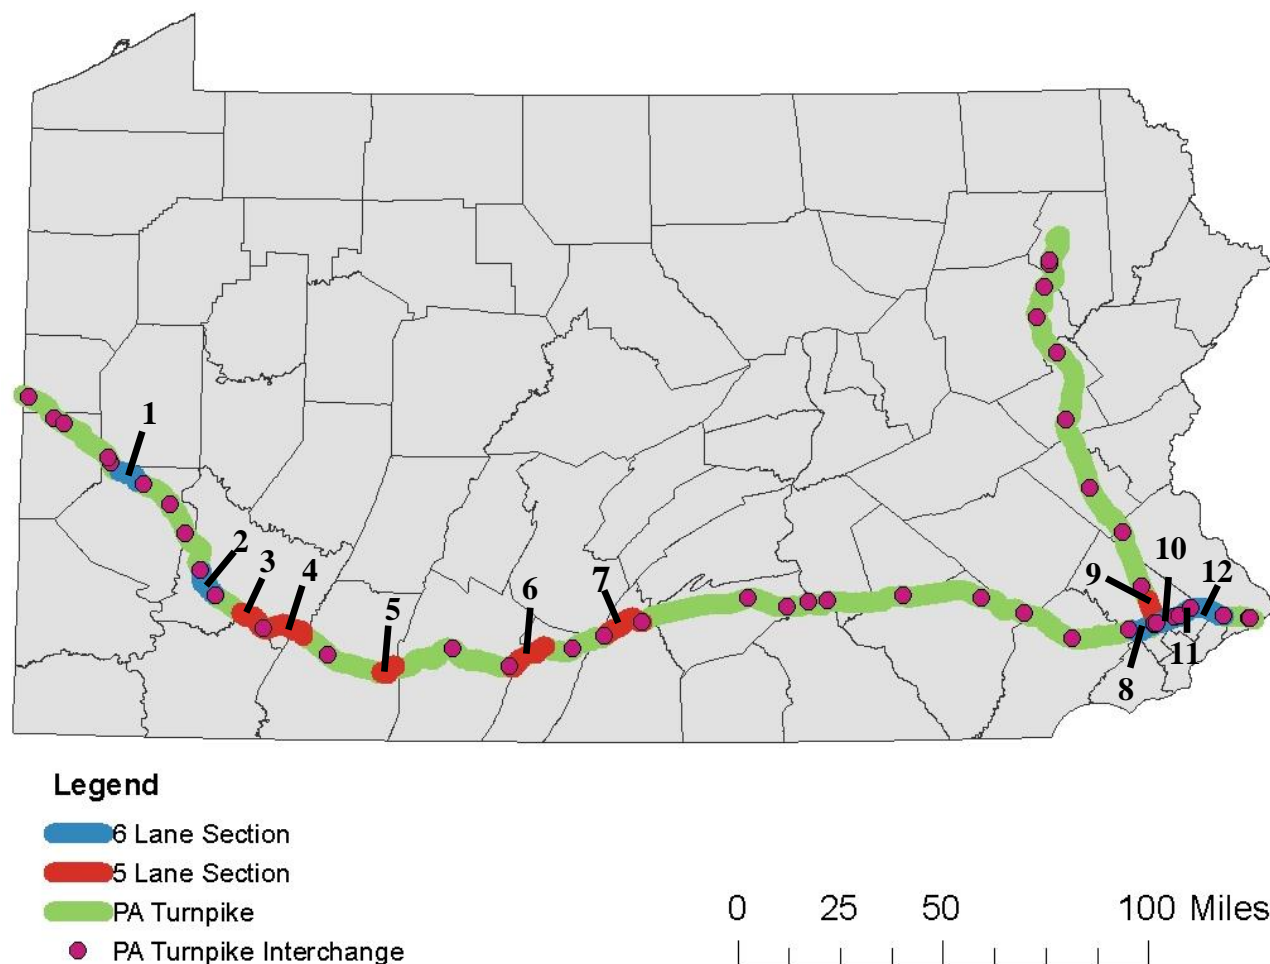 1
2
3
4
5
6
7
8
9
10
11
12
Legend
6 Lane Section
5 Lane Section
PA Turnpike
PA Turnpike Interchange
0 25 50 100 Miles